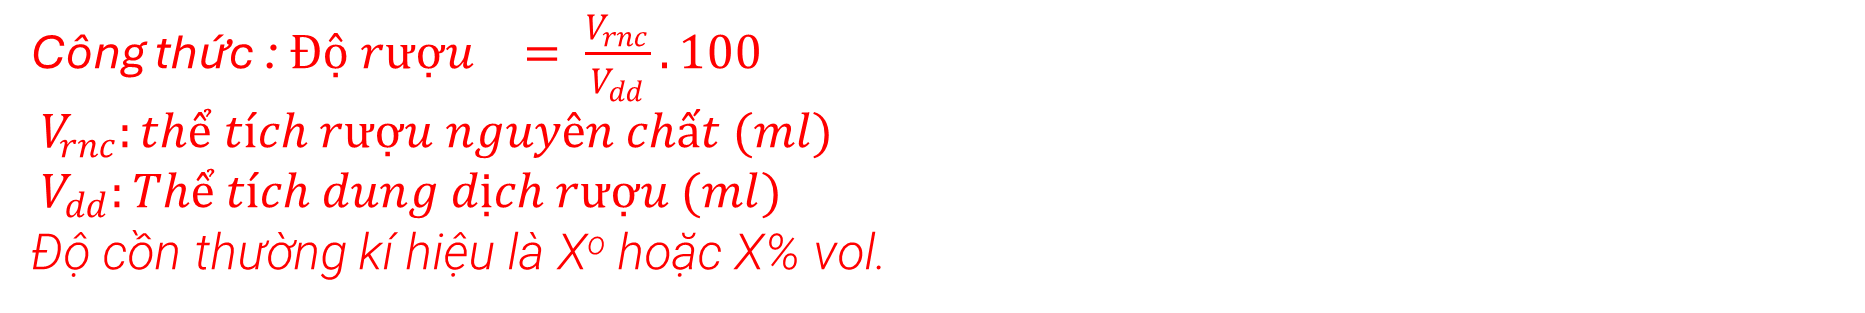 Công thức : Độ rượu = V_rnc / V_dd . 100
V_rnc: thể tích rượu nguyên chất (ml)
V_dd: Thể tích dung dịch rượu (ml)
Độ cồn thường kí hiệu là Xᴼ hoặc X% vol.